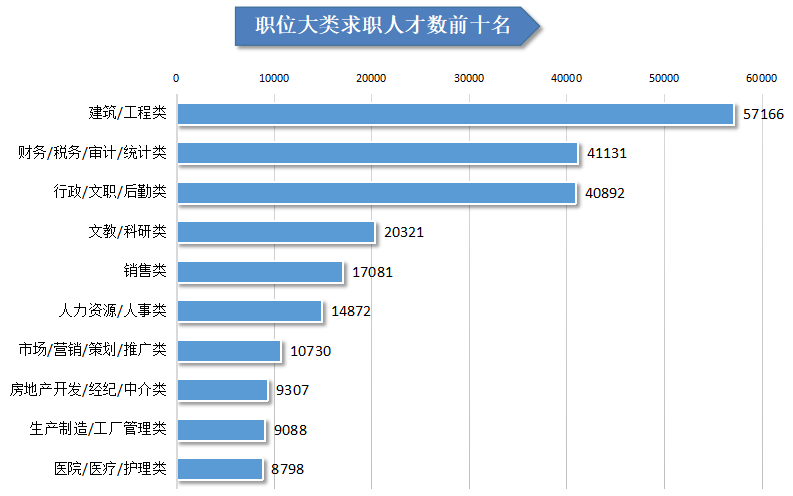 职位大类求职人才数前十名
0 10000 20000 30000 40000 50000 60000
建筑/工程类 57166
财务/税务/审计/统计类 41131
行政/文职/后勤类 40892
文教/科研类 20321
销售类 17081
人力资源/人事类 14872
市场/营销/策划/推广类 10730
房地产开发/经纪/中介类 9307
生产制造/工厂管理类 9088
医院/医疗/护理类 8798